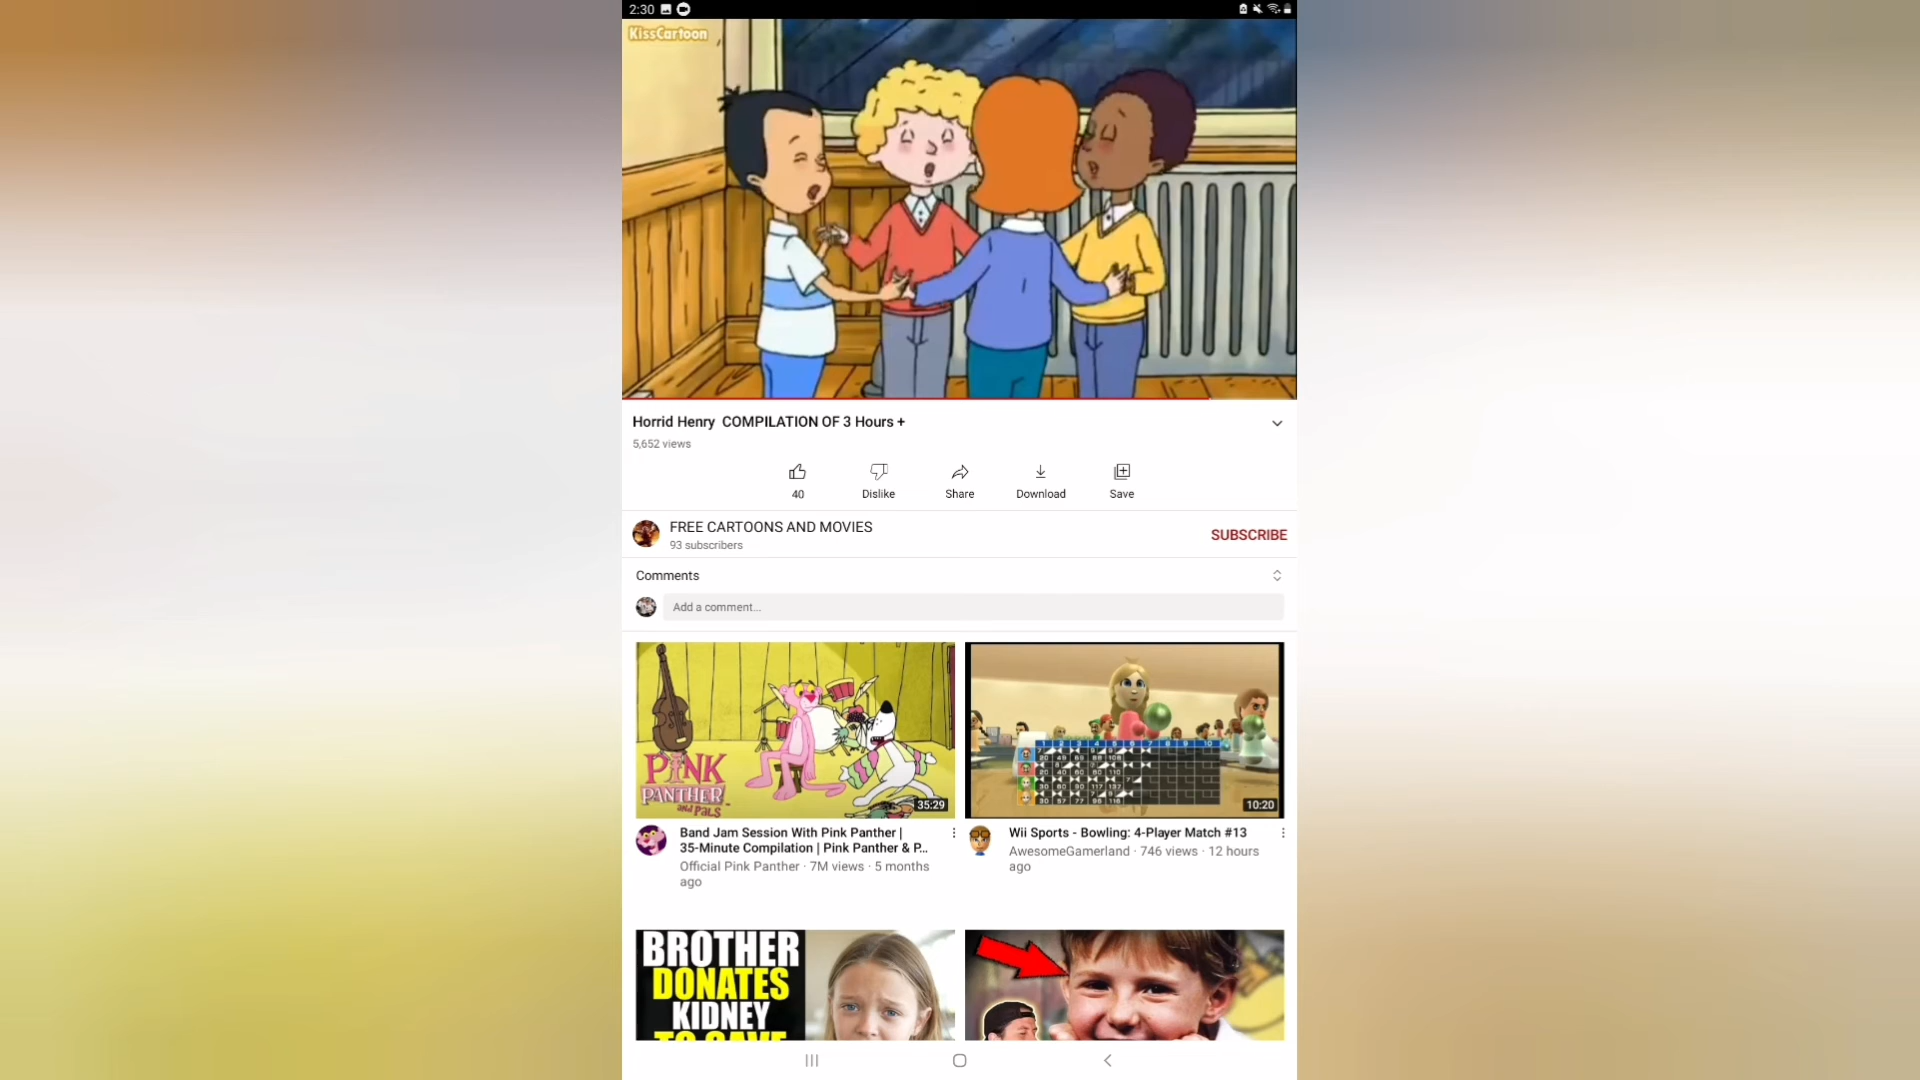 2:30
KissCartoon
Horrid Henry  COMPILATION OF 3 Hours +
5,652 views
40
Dislike
Share
Download
Save
FREE CARTOONS AND MOVIES
93 subscribers
SUBSCRIBE
Comments
Add a comment...
PINK
PANTHER
and PALS
35:29
10:20
Band Jam Session With Pink Panther |
35-Minute Compilation | Pink Panther & P...
Official Pink Panther · 7M views · 5 months
ago
Wii Sports - Bowling: 4-Player Match #13
AwesomeGamerland · 746 views · 12 hours
ago
BROTHER
DONATES
KIDNEY
TO SAVE